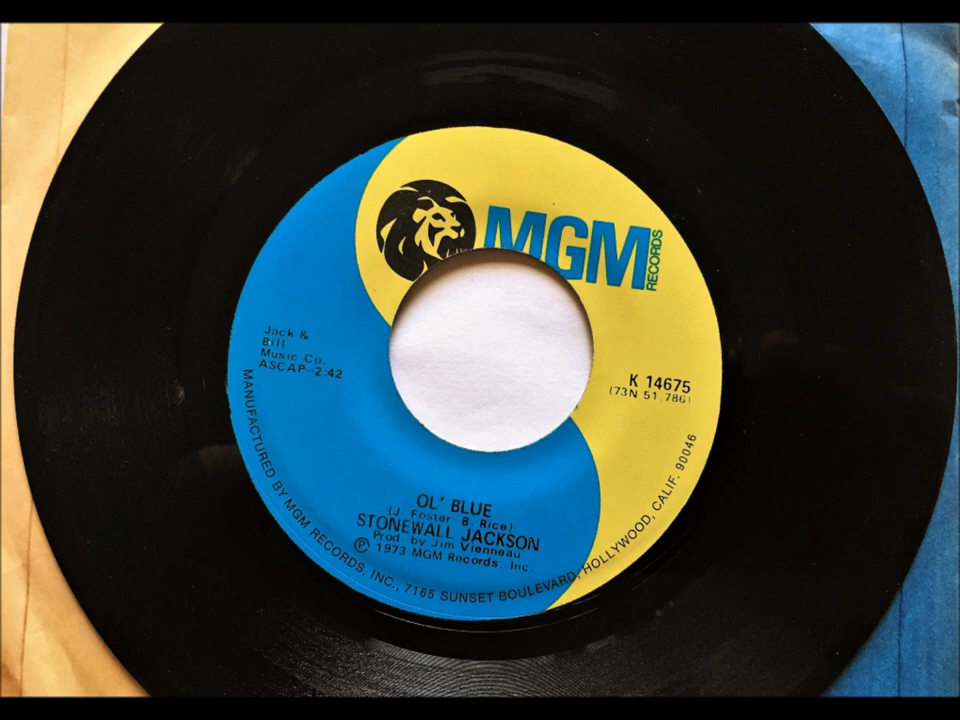 MGM
RECORDS
Jack &
Bill
Music Co.
ASCAP-2:42
K 14675
(73N 51,786)
OL' BLUE
(J. Foster- B. Rice)
STONEWALL JACKSON
Prod. by Jim Vienneau
Ⓟ 1973 MGM Records, Inc.
MANUFACTURED BY MGM RECORDS, INC., 7165 SUNSET BOULEVARD, HOLLYWOOD, CALIF. 90046